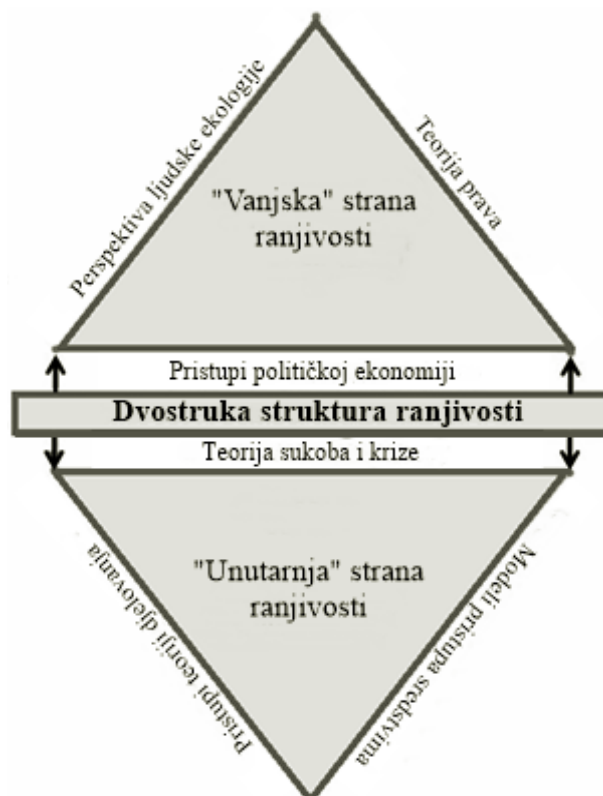 Perspektiva ljudske ekologije
Teorija prava
"Vanjska" strana
ranjivosti
Pristupi političkoj ekonomiji
Dvostruka struktura ranjivosti
Teorija sukoba i krize
"Unutarnja" strana
ranjivosti
Pristupi teoriji djelovanja
Modeli pristupa sredstvima